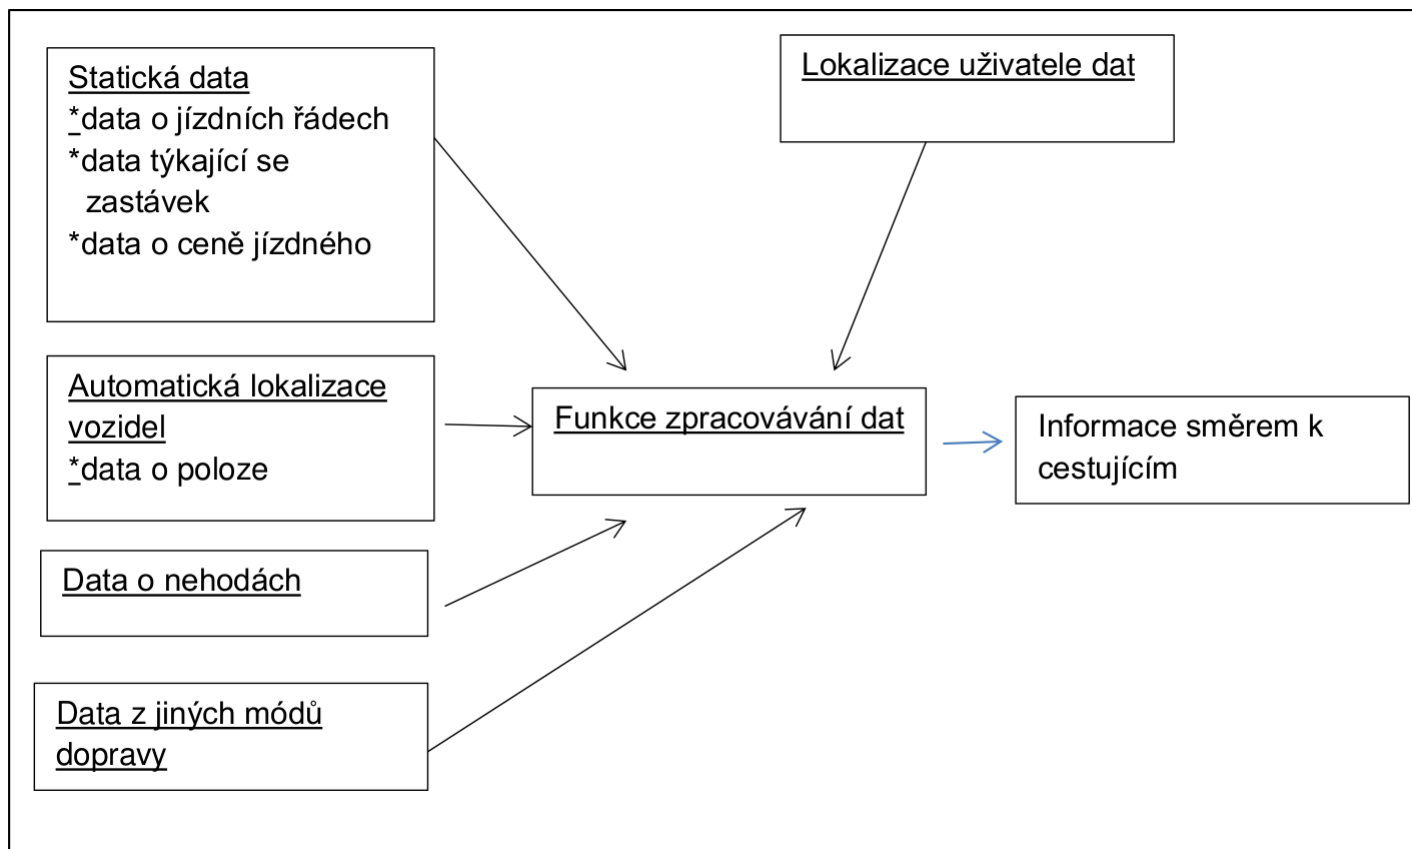 Statická data
*data o jízdních řádech
*data týkající se
zastávek
*data o ceně jízdného
Lokalizace uživatele dat
Automatická lokalizace
vozidel
*data o poloze
Funkce zpracovávání dat
Informace směrem k
cestujícím
Data o nehodách
Data z jiných módů
dopravy